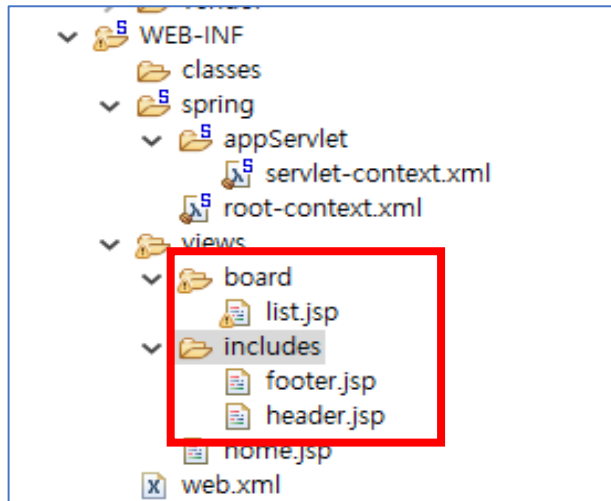 WEB-INF
classes
spring
appServlet
servlet-context.xml
root-context.xml
views
board
list.jsp
includes
footer.jsp
header.jsp
home.jsp
web.xml